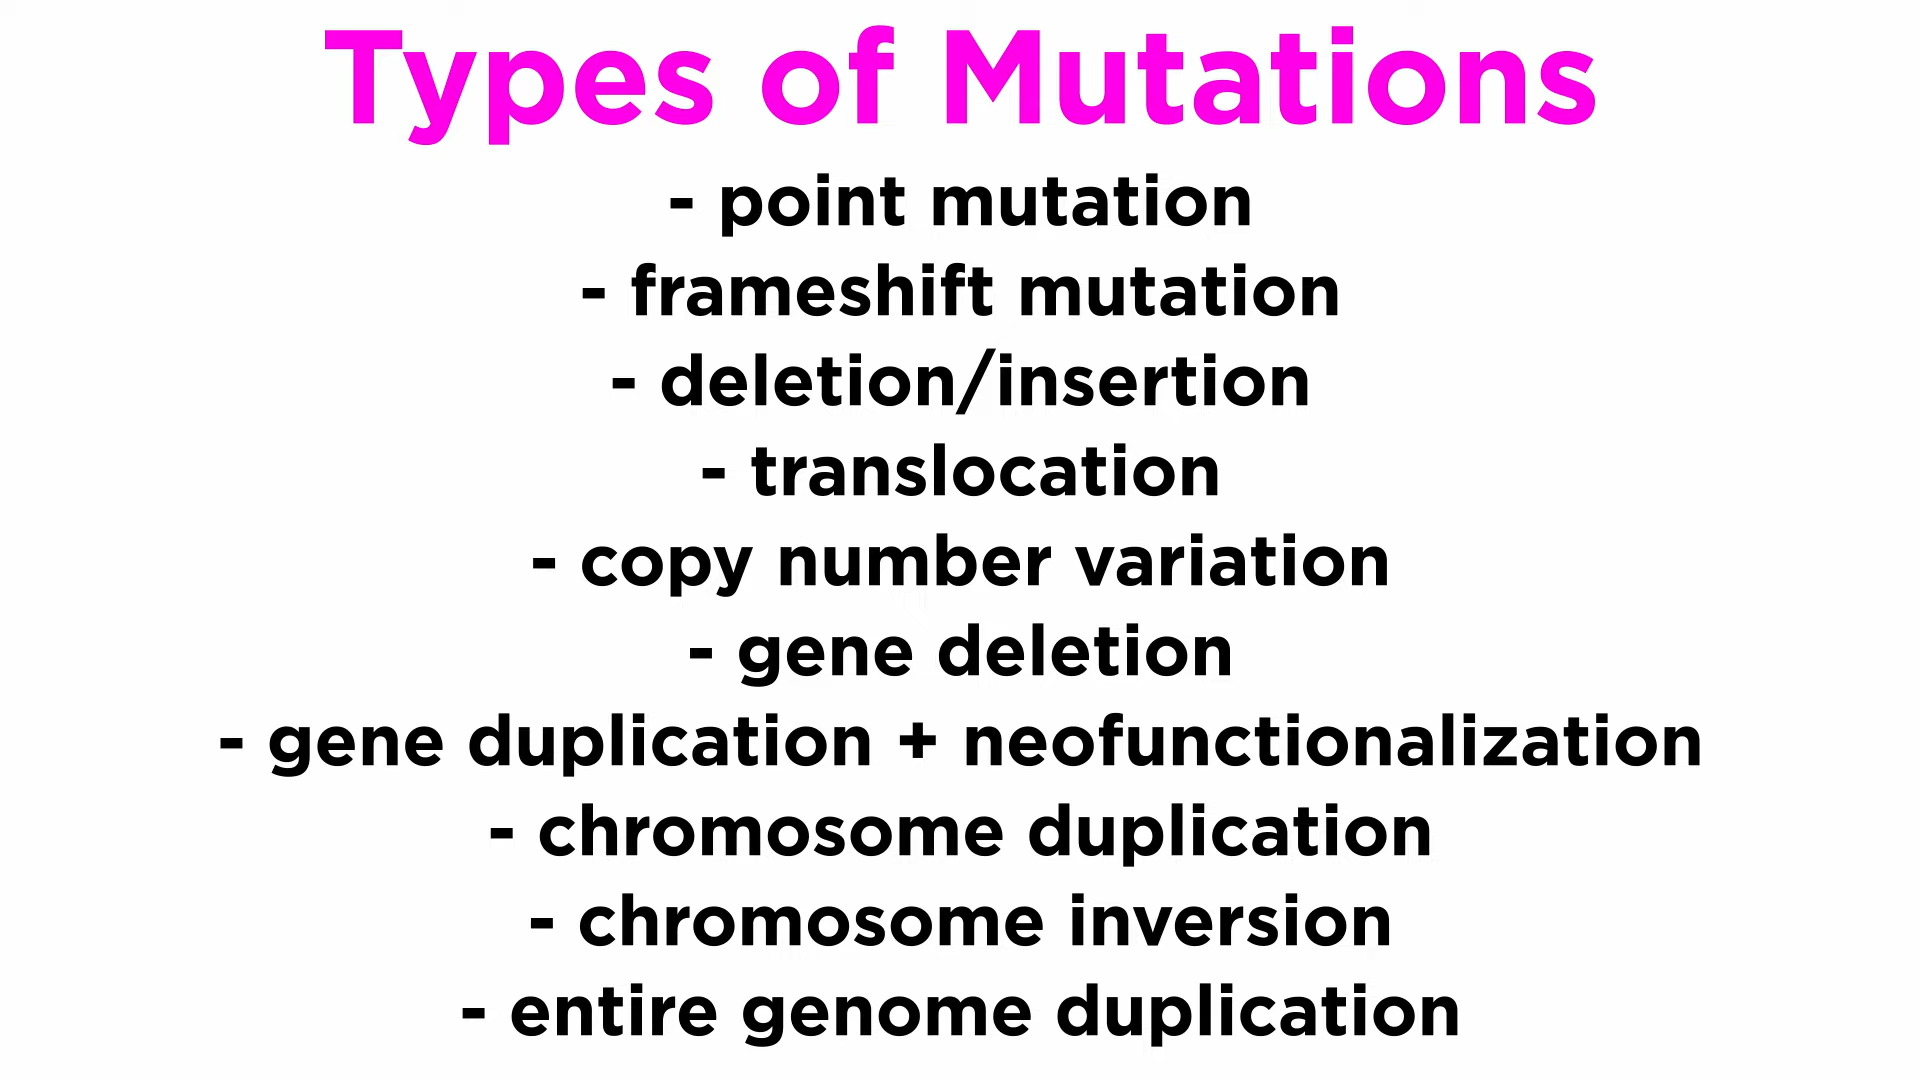 Types of Mutations
- point mutation
- frameshift mutation
- deletion/insertion
- translocation
- copy number variation
- gene deletion
- gene duplication + neofunctionalization
- chromosome duplication
- chromosome inversion
- entire genome duplication